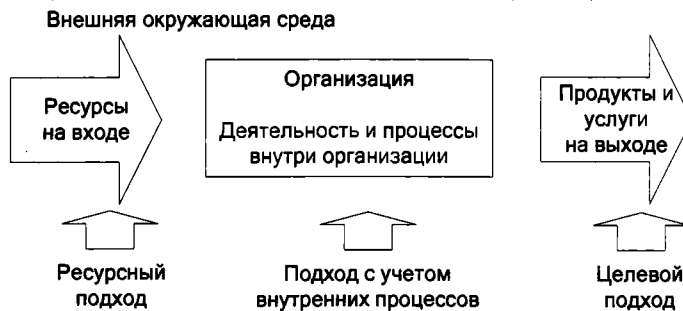 Внешняя окружающая среда
Ресурсы
на входе
Организация
Деятельность и процессы
внутри организации
Продукты и
услуги
на выходе
Ресурсный
подход
Подход с учетом
внутренних процессов
Целевой
подход